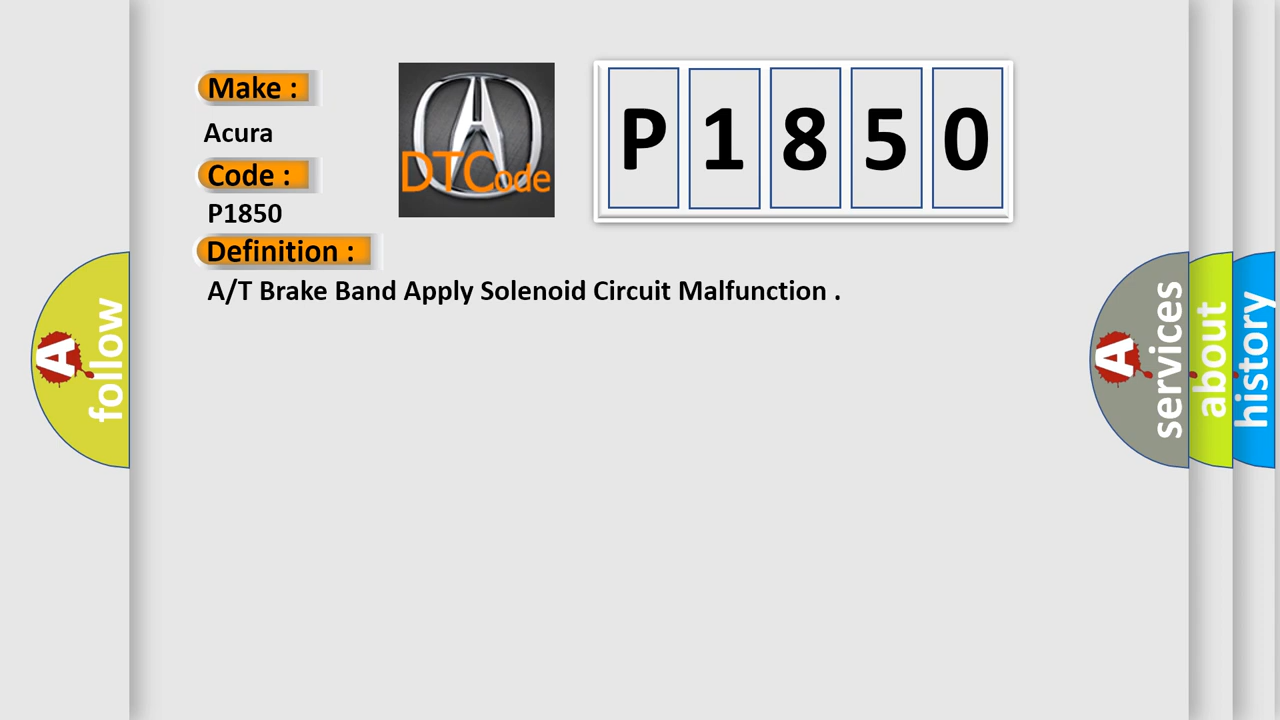 Make :
Acura
Code :
P1850
Definition :
A/T Brake Band Apply Solenoid Circuit Malfunction .
DTCode
P 1 8 5 0
A follow
A services
about
history